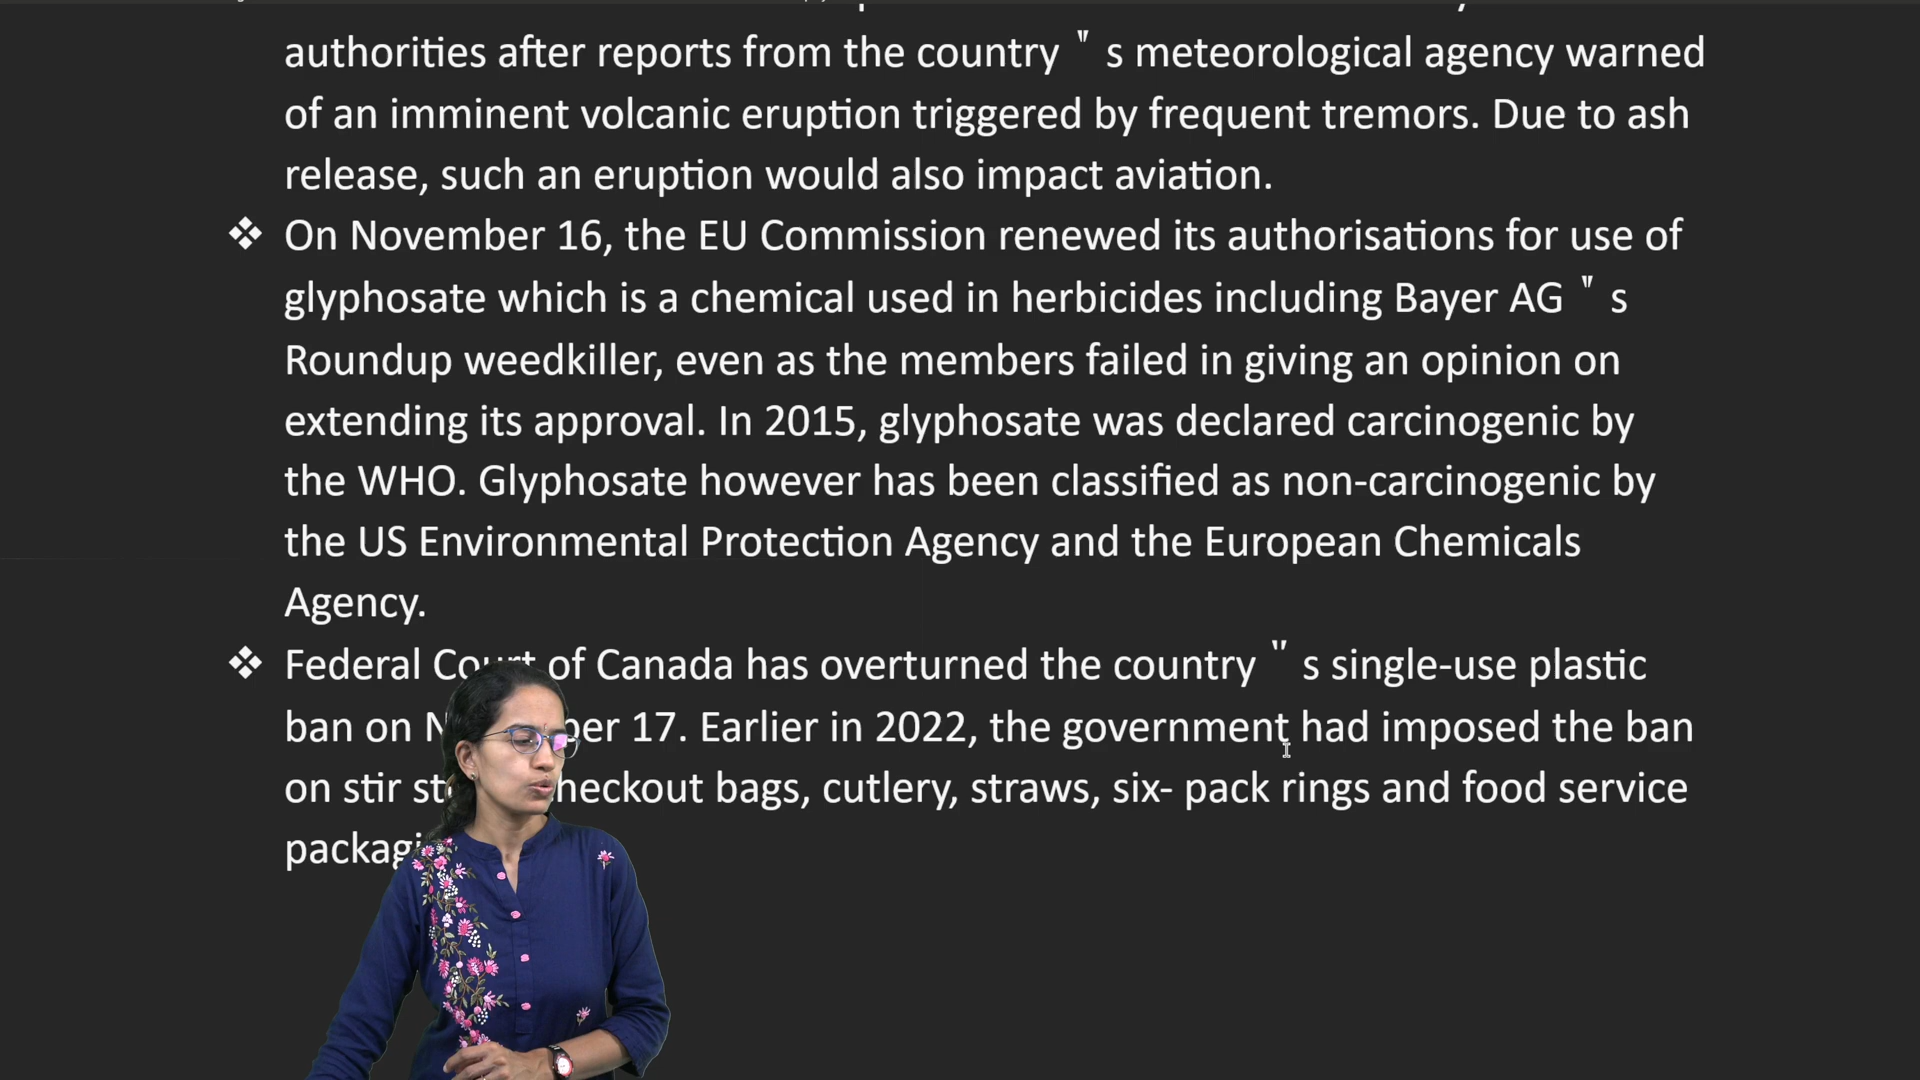 authorities after reports from the country " s meteorological agency warned
of an imminent volcanic eruption triggered by frequent tremors. Due to ash
release, such an eruption would also impact aviation.
❖ On November 16, the EU Commission renewed its authorisations for use of
glyphosate which is a chemical used in herbicides including Bayer AG " s
Roundup weedkiller, even as the members failed in giving an opinion on
extending its approval. In 2015, glyphosate was declared carcinogenic by
the WHO. Glyphosate however has been classified as non-carcinogenic by
the US Environmental Protection Agency and the European Chemicals
Agency.
❖ Federal Court of Canada has overturned the country " s single-use plastic
ban on 17. Earlier in 2022, the government had imposed the ban
on stir checkout bags, cutlery, straws, six- pack rings and food service